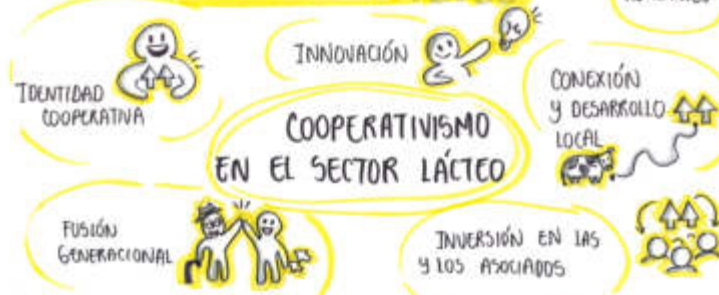 IDENTIDAD
COOPERATIVA
INNOVACIÓN
CONEXIÓN
Y DESARROLLO
LOCAL
COOPERATIVISMO
EN EL SECTOR LÁCTEO
FUSIÓN
GENERACIONAL
INVERSIÓN EN LAS
Y LOS ASOCIADOS